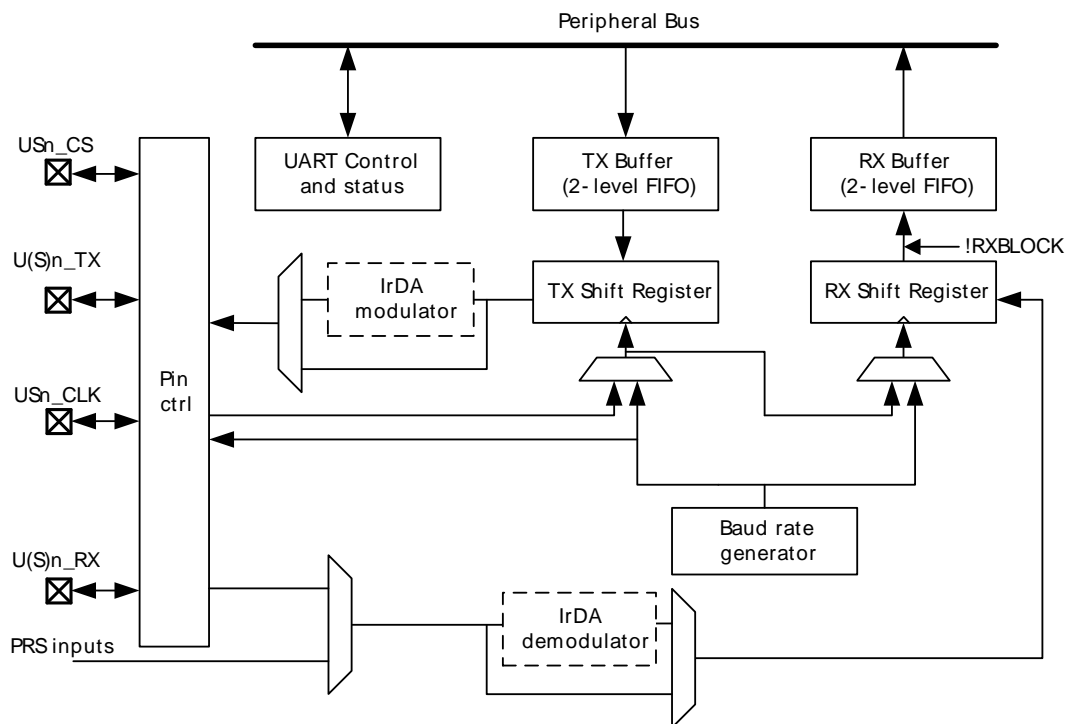 Peripheral Bus
USn_CS
UART Control
and status
TX Buffer
(2- level FIFO)
RX Buffer
(2- level FIFO)
!RXBLOCK
U(S)n_TX
IrDA
modulator
TX Shift Register
RX Shift Register
Pin
ctrl
USn_CLK
Baud rate
generator
U(S)n_RX
IrDA
demodulator
PRS inputs